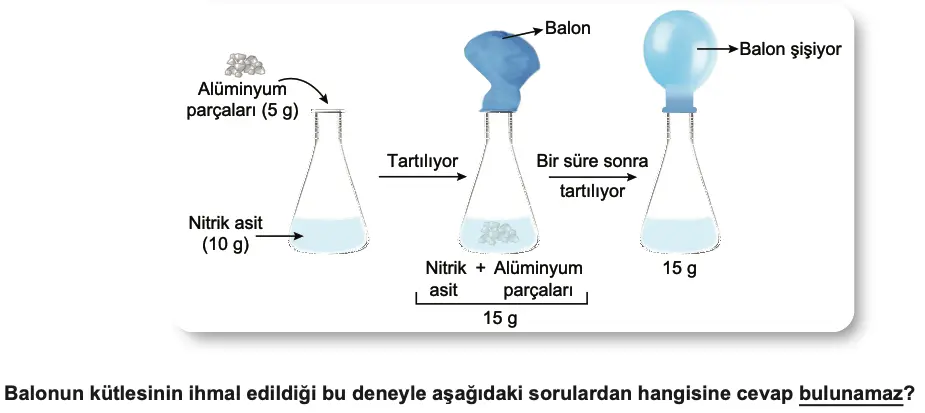 Balon
Balon şişiyor
Alüminyum
parçaları (5 g)
Tartılıyor
Bir süre sonra
tartılıyor
Nitrik asit
(10 g)
Nitrik + Alüminyum
asit parçaları
15 g
15 g
Balonun kütlesinin ihmal edildiği bu deneyle aşağıdaki sorulardan hangisine cevap bulunamaz?